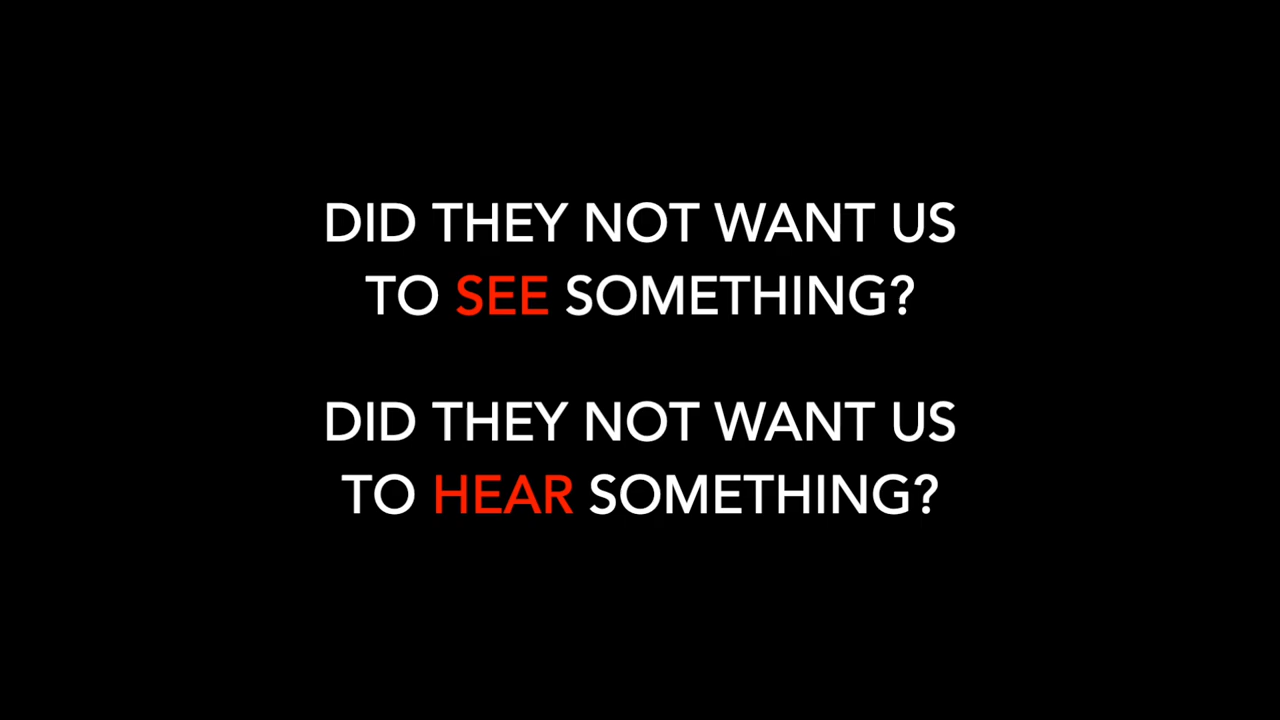 DID THEY NOT WANT US
TO SEE SOMETHING?
DID THEY NOT WANT US
TO HEAR SOMETHING?